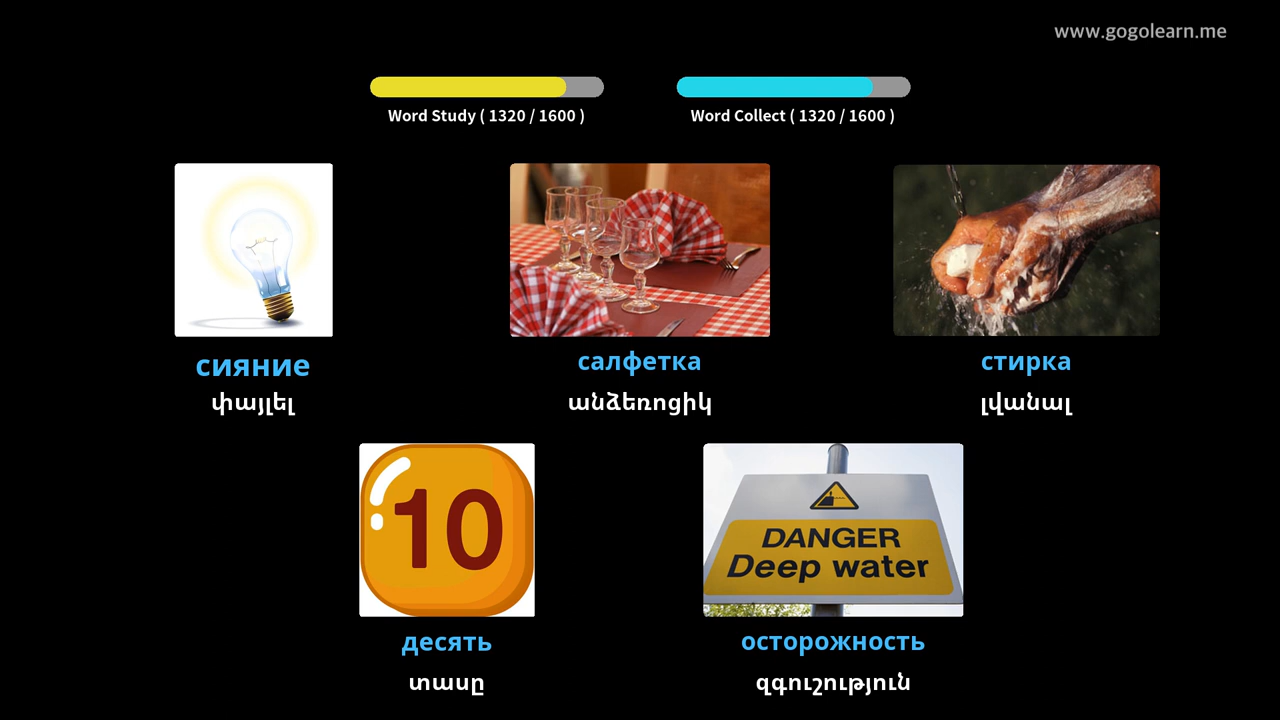 www.gogolearn.me
Word Study ( 1320 / 1600 )
Word Collect ( 1320 / 1600 )
сияние
փայլել
салфетка
անձեռոցիկ
стирка
լվանալ
10
десять
տասը
DANGER
Deep water
осторожность
զգուշություն